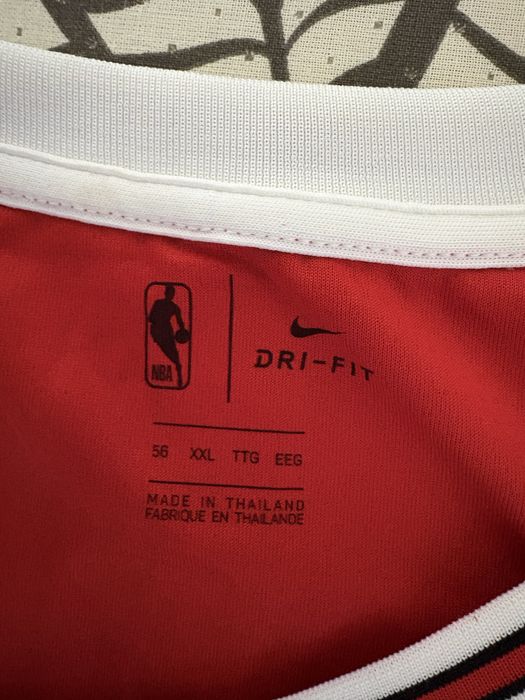 NBA
DRI-FIT
56 XXL TTG EEG
MADE IN THAILAND
FABRIQUE EN THAILANDE